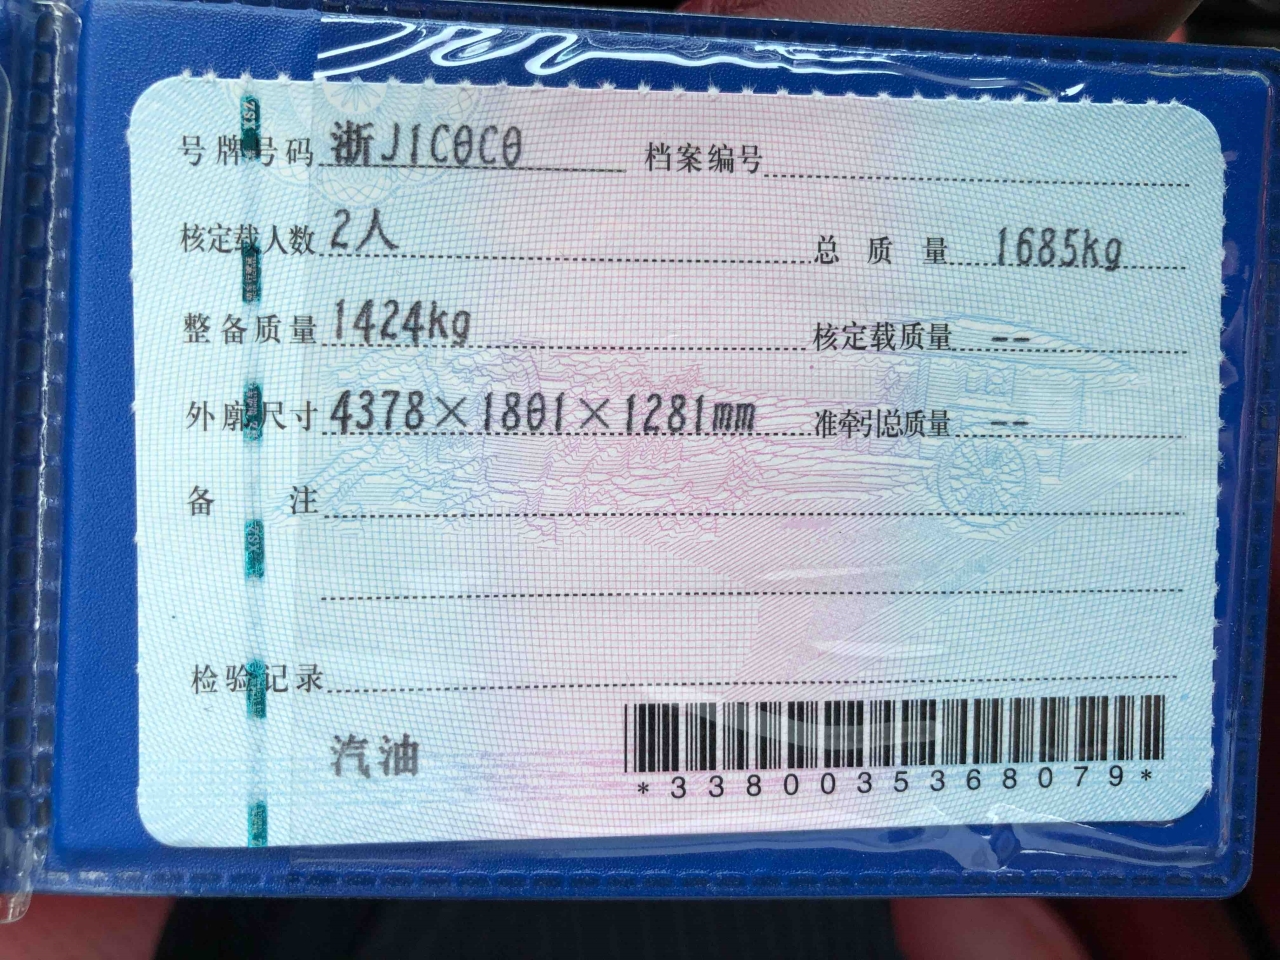 号牌号码 浙J1C0C0 档案编号
核定载人数 2人 总质量 1685kg
整备质量 1424kg 核定载质量 --
外廓尺寸 4378×1801×1281mm 准牵引总质量 --
备注
检验记录
汽油
*3380035368079*